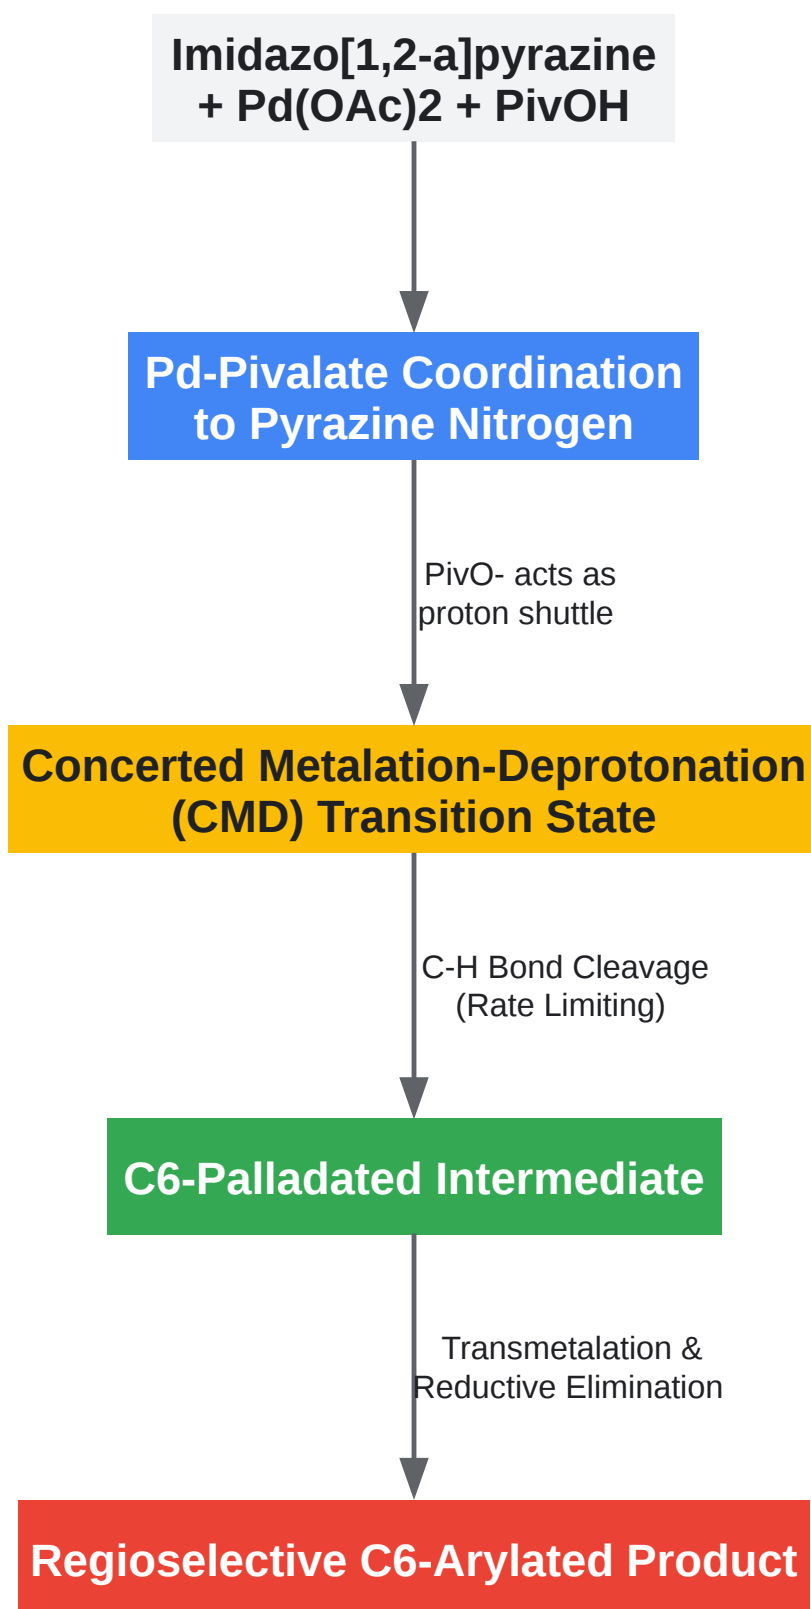 Imidazo[1,2-a]pyrazine
+ Pd(OAc)2 + PivOH
Pd-Pivalate Coordination
to Pyrazine Nitrogen
PivO- acts as
proton shuttle
Concerted Metalation-Deprotonation
(CMD) Transition State
C-H Bond Cleavage
(Rate Limiting)
C6-Palladated Intermediate
Transmetalation &
Reductive Elimination
Regioselective C6-Arylated Product